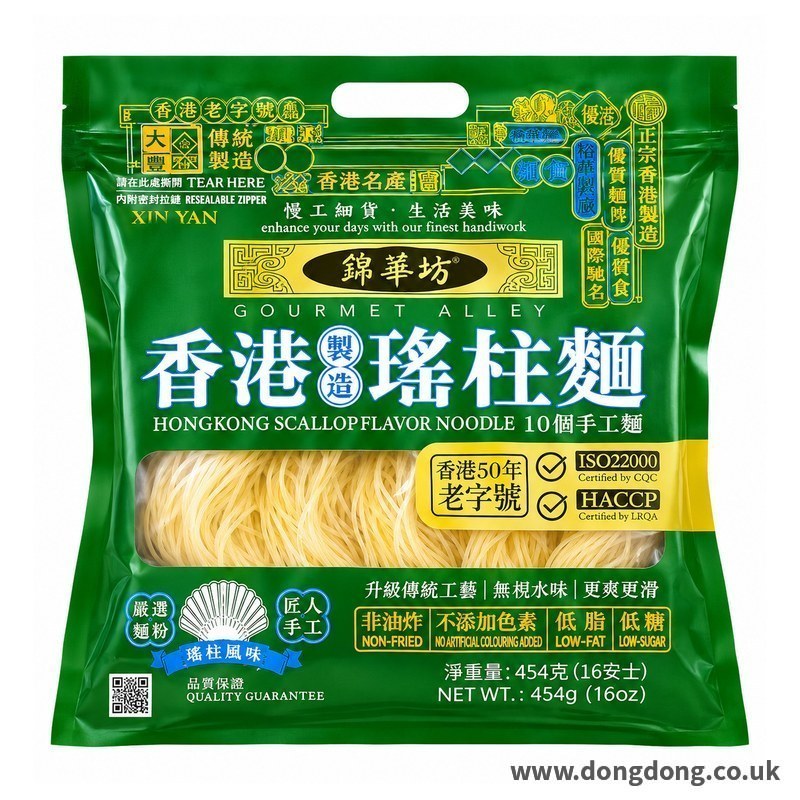 香港老字號
大豐
傳統
製造
優港
正宗香港製造
優質麵牌
裕華製廠
請在此處撕開 TEAR HERE
內附密封拉鏈 RESEALABLE ZIPPER
XIN YAN
香港名產
國際馳名
優質食
慢工細貨·生活美味
enhance your days with our finest handiwork
錦華坊®
GOURMET ALLEY
香港製造瑤柱麵
HONGKONG SCALLOP FLAVOR NOODLE 10個手工麵
香港50年
老字號
ISO22000
Certified by CQC
HACCP
Certified by LRQA
升級傳統工藝|無梘水味|更爽更滑
嚴選
麵粉
匠人
手工
瑤柱風味
非油炸
NON-FRIED
不添加色素
NO ARTIFICIAL COLOURING ADDED
低脂
LOW-FAT
低糖
LOW-SUGAR
品質保證
QUALITY GUARANTEE
淨重量: 454克 (16安士)
NET WT.: 454g (16oz)
www.dongdong.co.uk